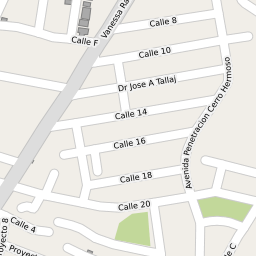 Calle 8
Vanessa Ra
Calle F
Calle 10
Dr Jose A Tallaj
Calle 14
Calle 16
Avenida Penetracion Cerro Hermoso
Calle 18
Calle 20
Calle 4
royecto 8
Proyec
e C